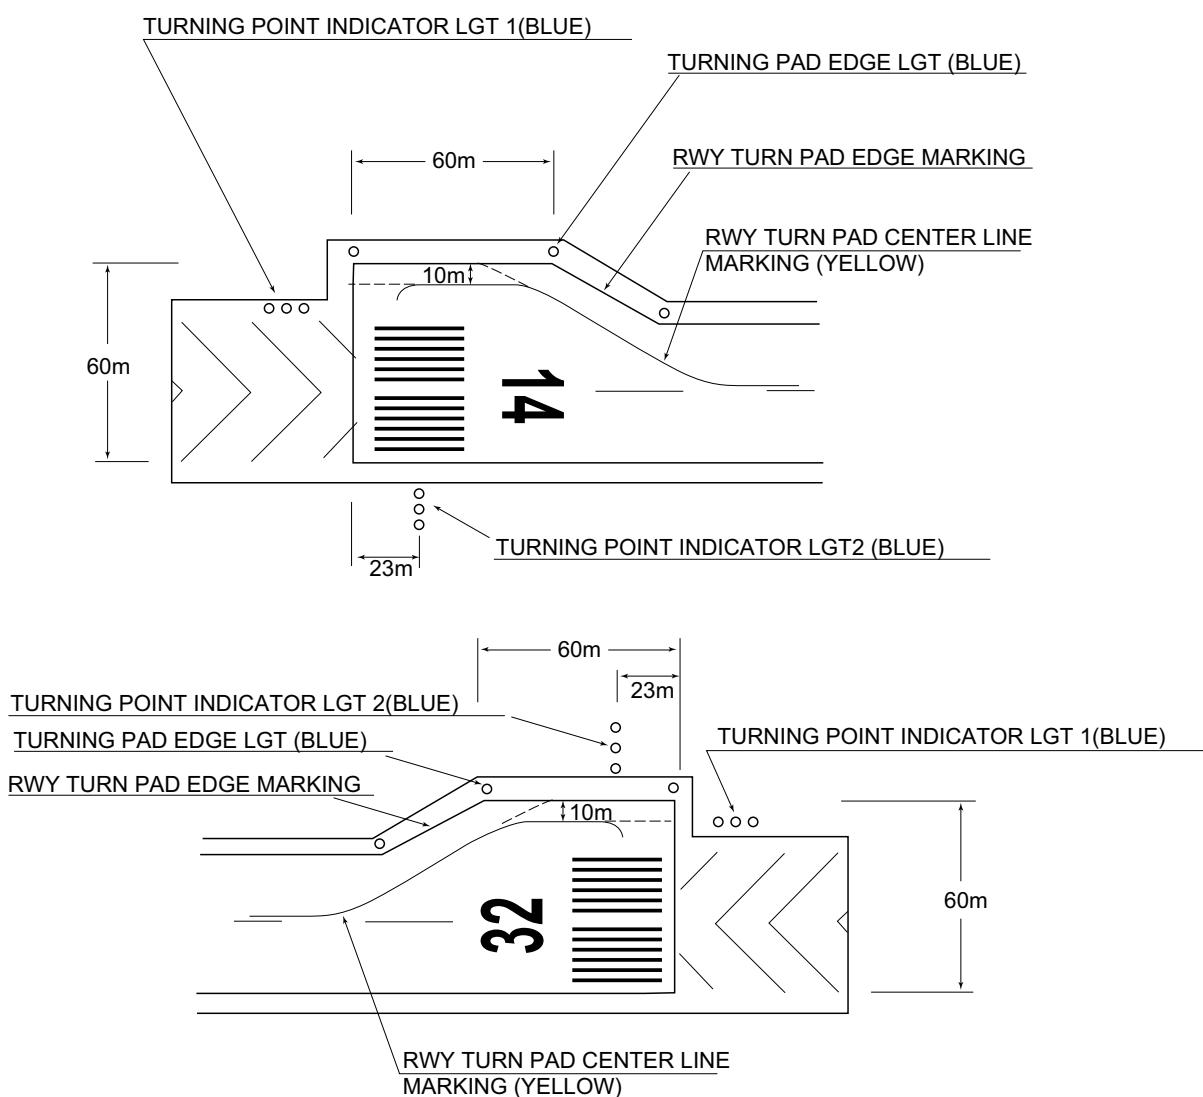 TURNING POINT INDICATOR LGT 1(BLUE)
TURNING PAD EDGE LGT (BLUE)
60m
RWY TURN PAD EDGE MARKING
RWY TURN PAD CENTER LINE
MARKING (YELLOW)
10m
60m
14
TURNING POINT INDICATOR LGT2 (BLUE)
23m
60m
23m
TURNING POINT INDICATOR LGT 2(BLUE)
TURNING POINT INDICATOR LGT 1(BLUE)
TURNING PAD EDGE LGT (BLUE)
RWY TURN PAD EDGE MARKING
10m
60m
32
RWY TURN PAD CENTER LINE
MARKING (YELLOW)